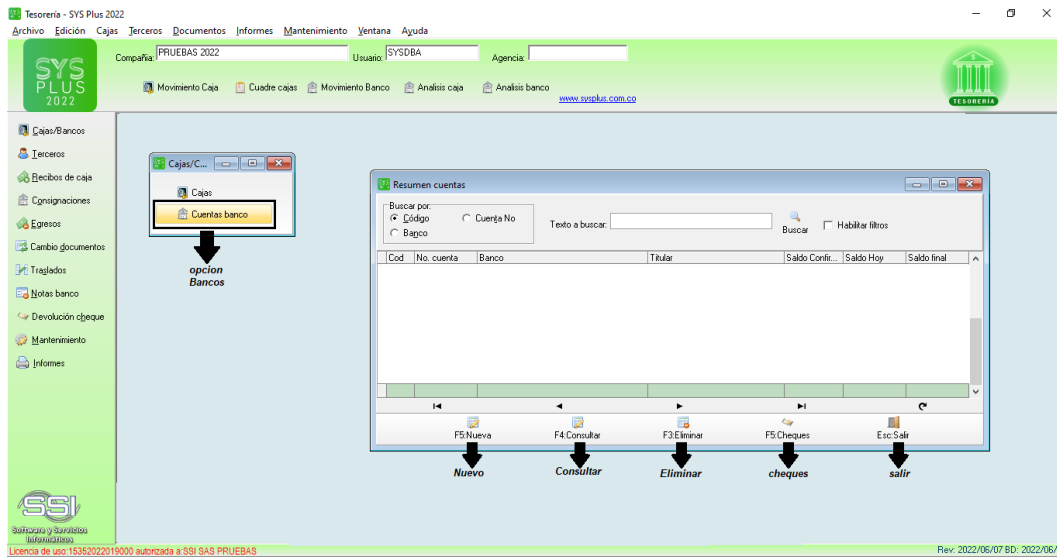 Tesorería - SYS Plus 2022
Archivo Edición Cajas Terceros Documentos Informes Mantenimiento Ventana Ayuda
SYS
PLUS
2022
Compañia: PRUEBAS 2022 Usuario: SYSDBA Agencia:
Movimiento Caja Cuadre cajas Movimiento Banco Analisis caja Analisis banco
www.sysplus.com.co
TESORERÍA
Cajas/Bancos
Terceros
Recibos de caja
Consignaciones
Egresos
Cambio documentos
Traslados
Notas banco
Devolución cheque
Mantenimiento
Informes
Cajas/C...
Cajas
Cuentas banco
opcion
Bancos
Resumen cuentas
Buscar por:
Código Cuenta No
Banco
Texto a buscar:
Buscar
Habilitar filtros
Cod No. cuenta Banco Titular Saldo Confir... Saldo Hoy Saldo final
F5:Nueva F4:Consultar F3:Eliminar F5:Cheques Esc:Salir
Nuevo Consultar Eliminar cheques salir
SSI
Software y Servicios
Informáticos
Licencia de uso:15352022019000 autorizada a:SSI SAS PRUEBAS
Rev: 2022/06/07 BD: 2022/06/